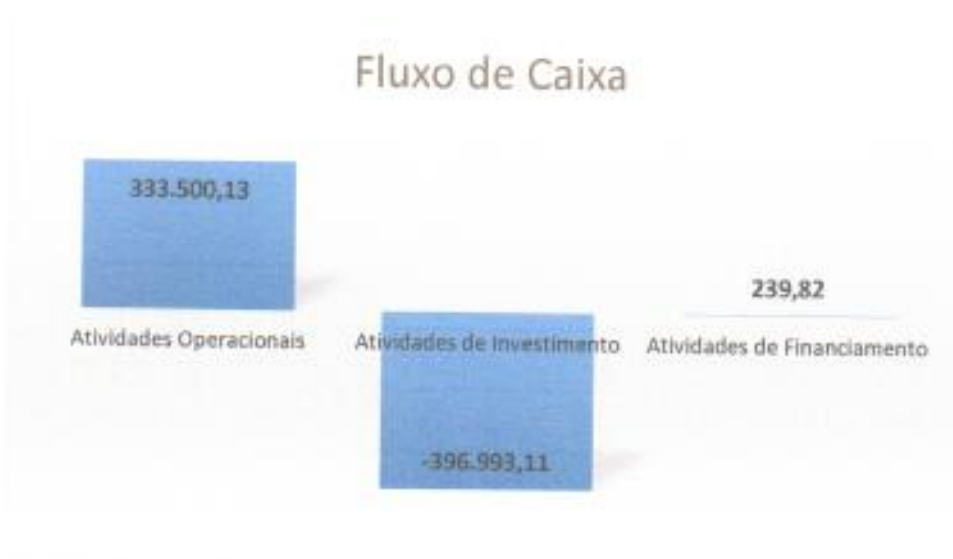 Fluxo de Caixa
333.500,13
239,82
Atividades Operacionais
Atividades de Investimento
Atividades de Financiamento
-396.993,11